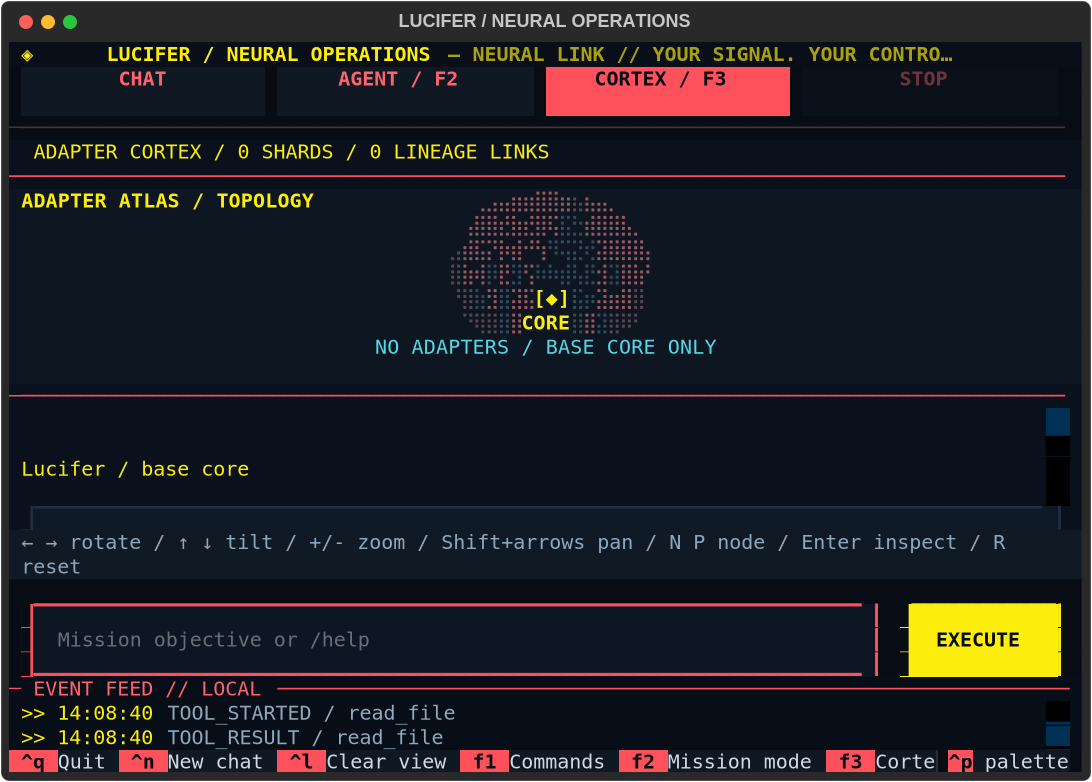 LUCIFER / NEURAL OPERATIONS
◈ LUCIFER / NEURAL OPERATIONS — NEURAL LINK // YOUR SIGNAL. YOUR CONTRO…
CHAT AGENT / F2 CORTEX / F3 STOP
ADAPTER CORTEX / 0 SHARDS / 0 LINEAGE LINKS
ADAPTER ATLAS / TOPOLOGY
[◆]
CORE
NO ADAPTERS / BASE CORE ONLY
Lucifer / base core
← → rotate / ↑ ↓ tilt / +/- zoom / Shift+arrows pan / N P node / Enter inspect / R
reset
Mission objective or /help
EXECUTE
EVENT FEED // LOCAL
>> 14:08:40 TOOL_STARTED / read_file
>> 14:08:40 TOOL_RESULT / read_file
^q Quit ^n New chat ^l Clear view f1 Commands f2 Mission mode f3 Corte ^p palette